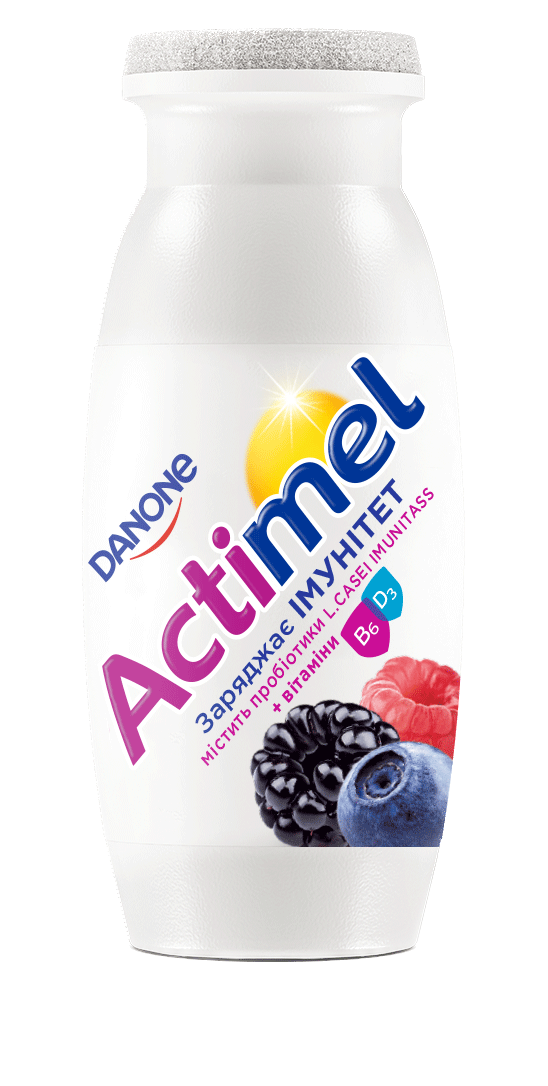 DANONE
Actimel
Заряджає ІМУНІТЕТ
містить пробіотики L.CASEI IMUNITASS
+ вітаміни B6 D3